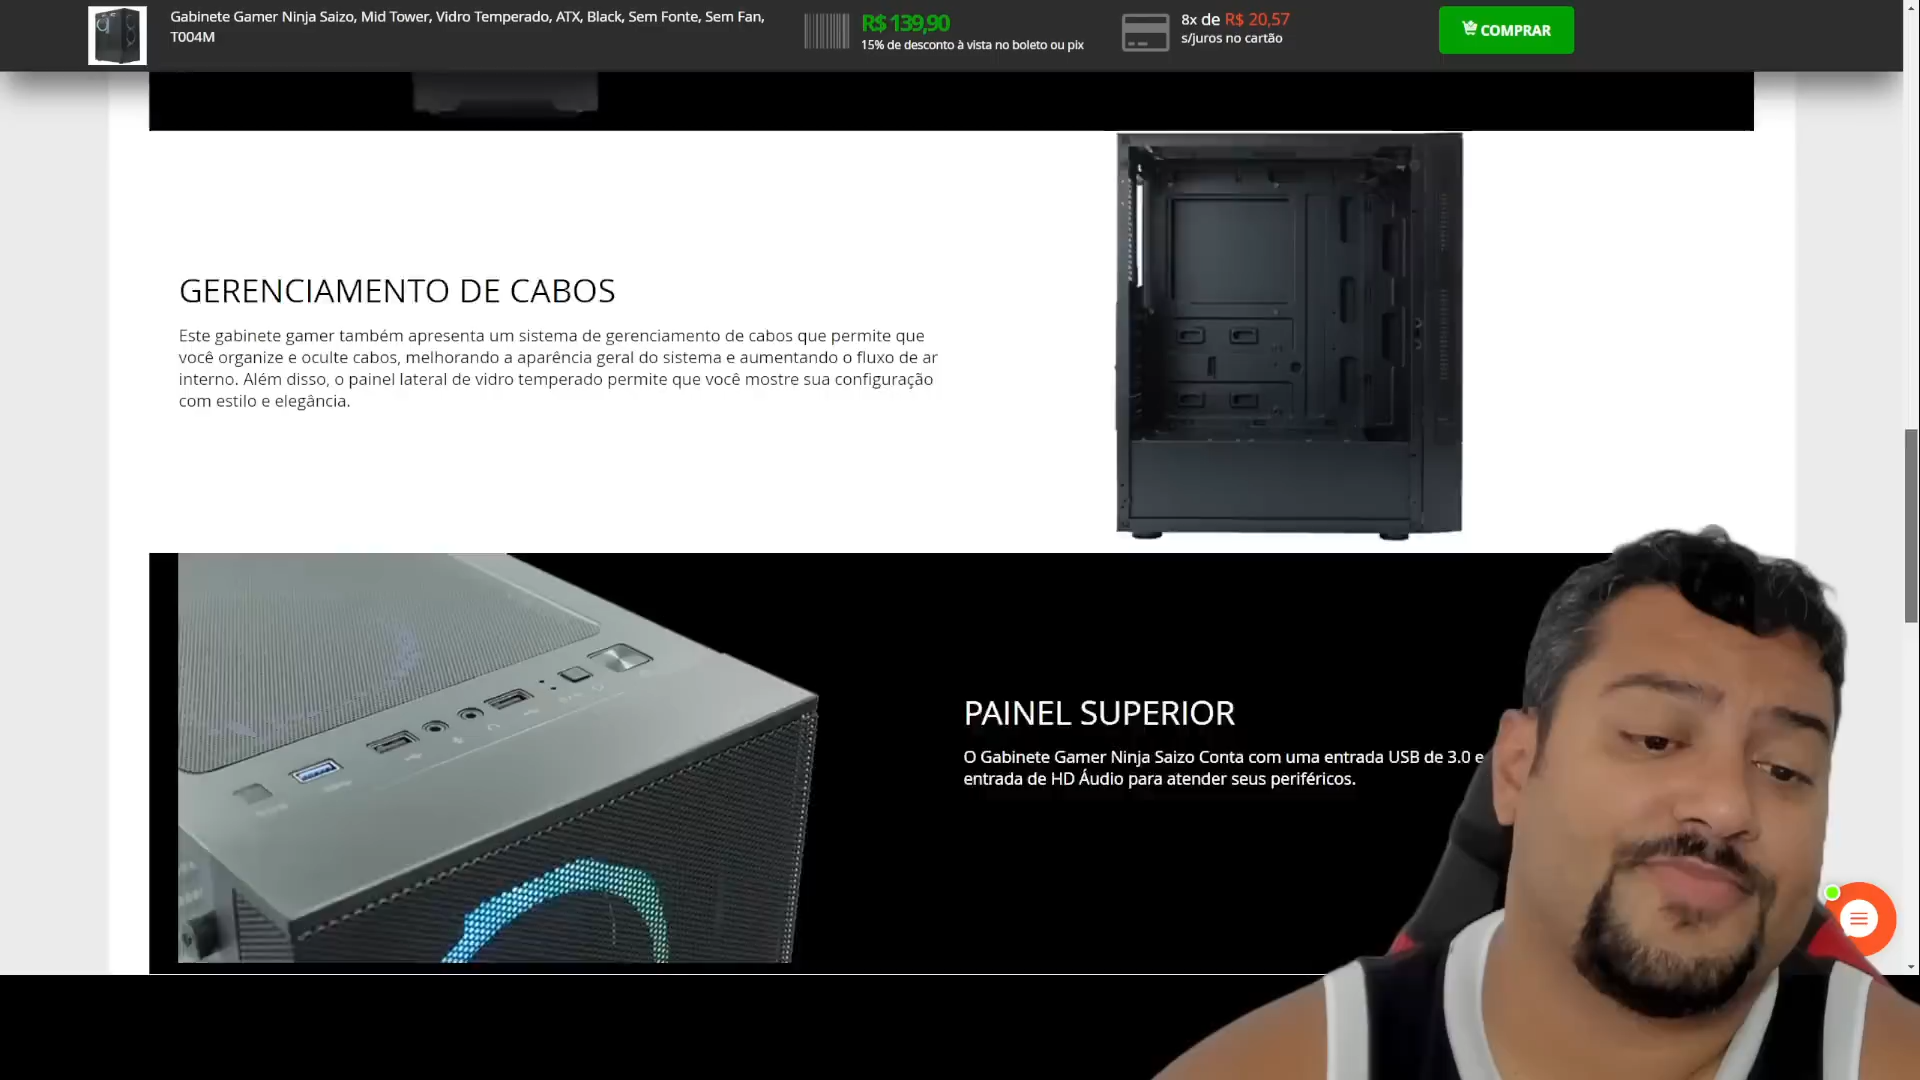 Gabinete Gamer Ninja Saizo, Mid Tower, Vidro Temperado, ATX, Black, Sem Fonte, Sem Fan,
T004M
R$ 139,90
15% de desconto à vista no boleto ou pix
8x de R$ 20,57
s/juros no cartão
COMPRAR
GERENCIAMENTO DE CABOS
Este gabinete gamer também apresenta um sistema de gerenciamento de cabos que permite que
você organize e oculte cabos, melhorando a aparência geral do sistema e aumentando o fluxo de ar
interno. Além disso, o painel lateral de vidro temperado permite que você mostre sua configuração
com estilo e elegância.
PAINEL SUPERIOR
O Gabinete Gamer Ninja Saizo Conta com uma entrada USB de 3.0 e
entrada de HD Áudio para atender seus periféricos.